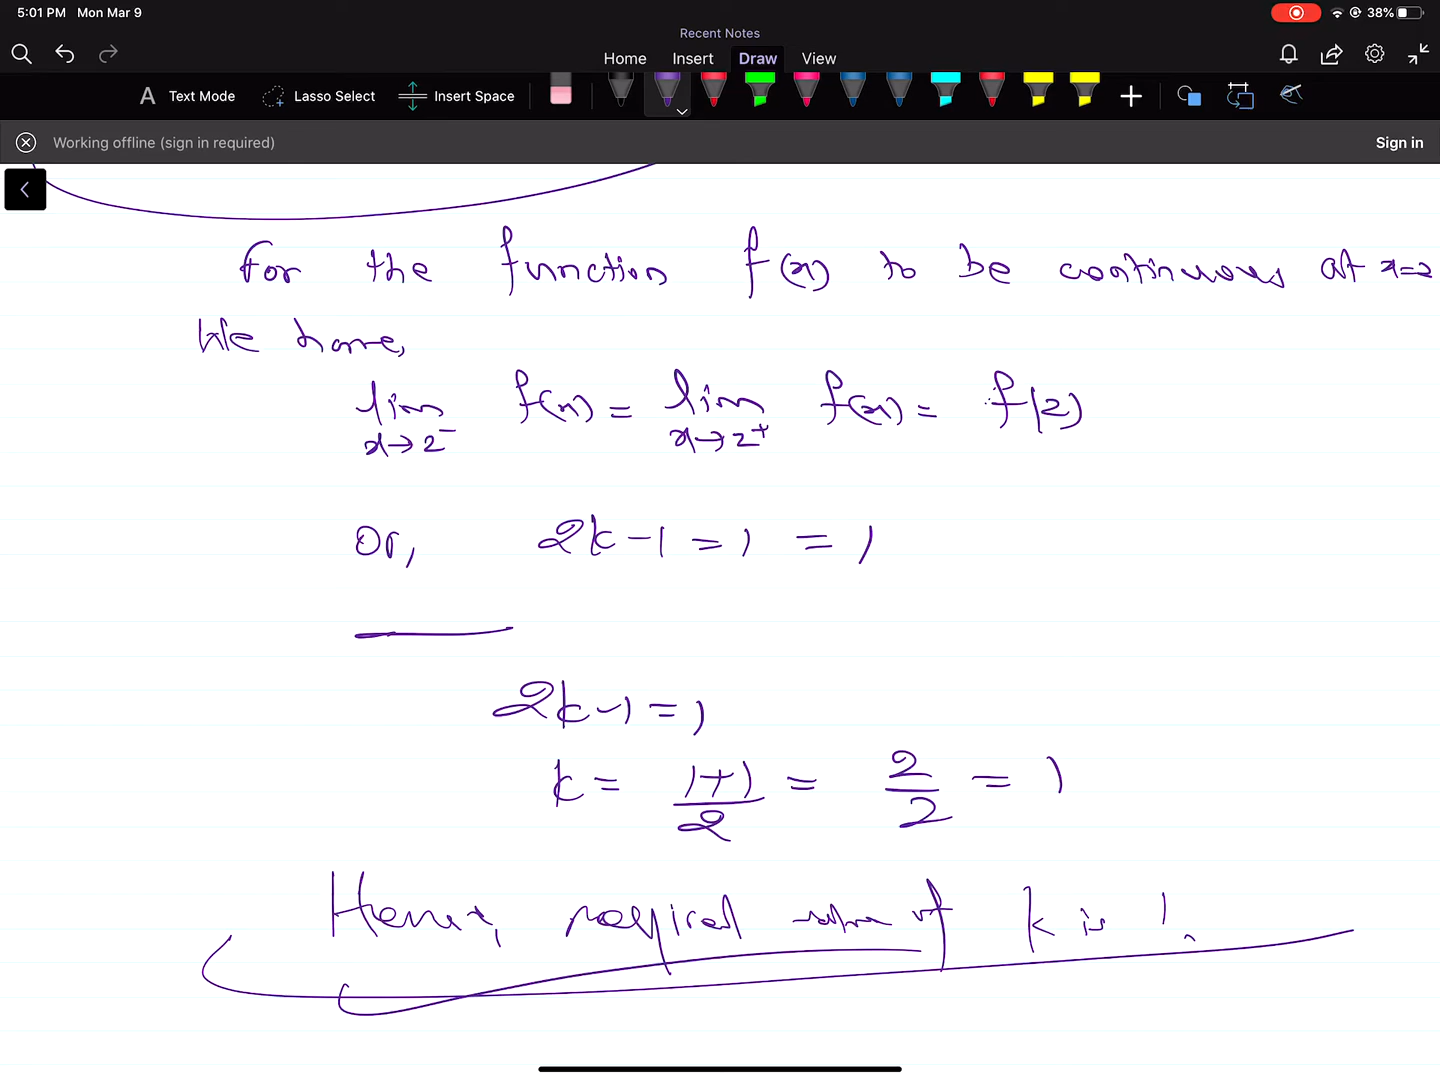 5:01 PM Mon Mar 9
38%
Recent Notes
Home Insert Draw View
A Text Mode Lasso Select Insert Space
Working offline (sign in required) Sign in
For the function f(x) to be continuous at x=2
We have,
lim x→2⁻ f(x) = lim x→2⁺ f(x) = f(2)
Or, 2k-1 = 1 = 1
2k-1 = 1
k = (1+1)/2 = 2/2 = 1
Hence, required value of k is 1.